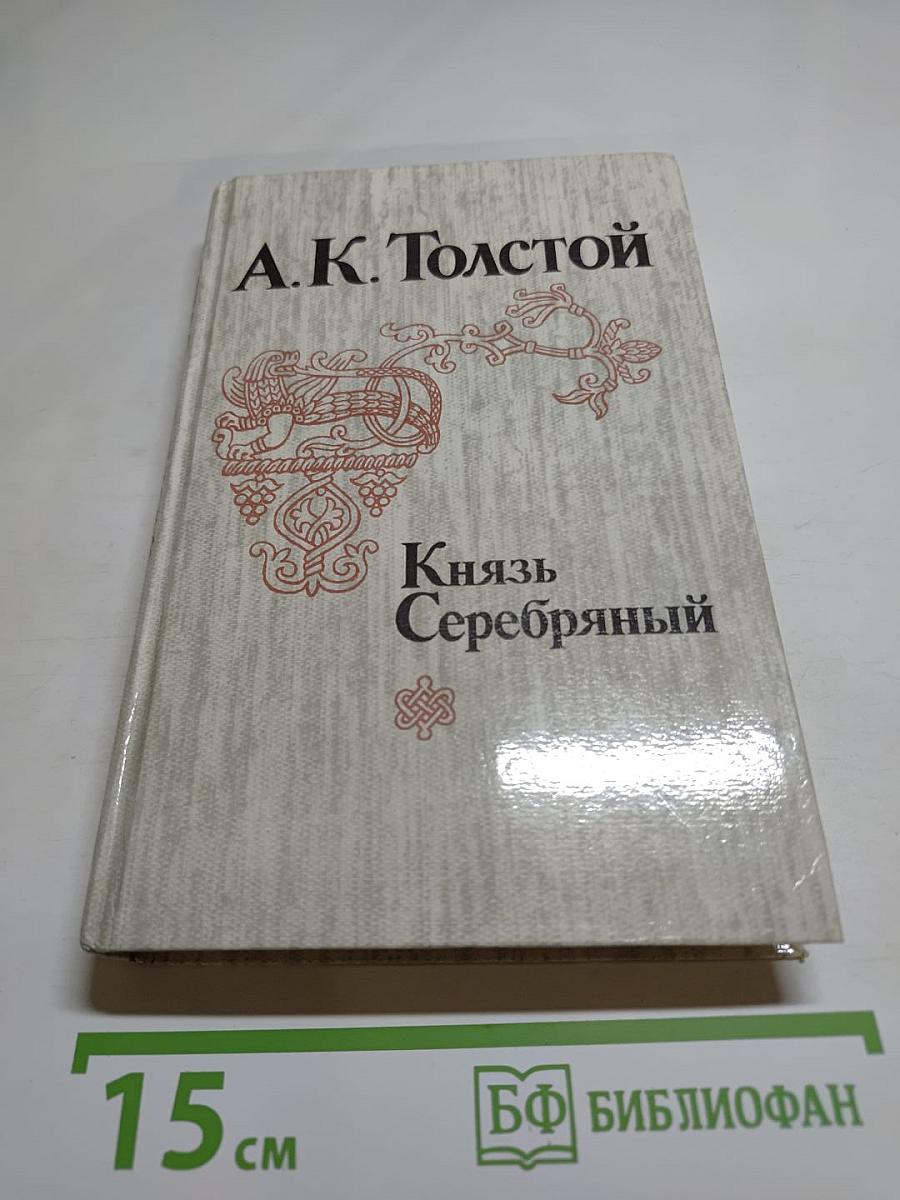 А. К. Толстой
Князь
Серебряный
15 см
БФ БИБЛИОФАН